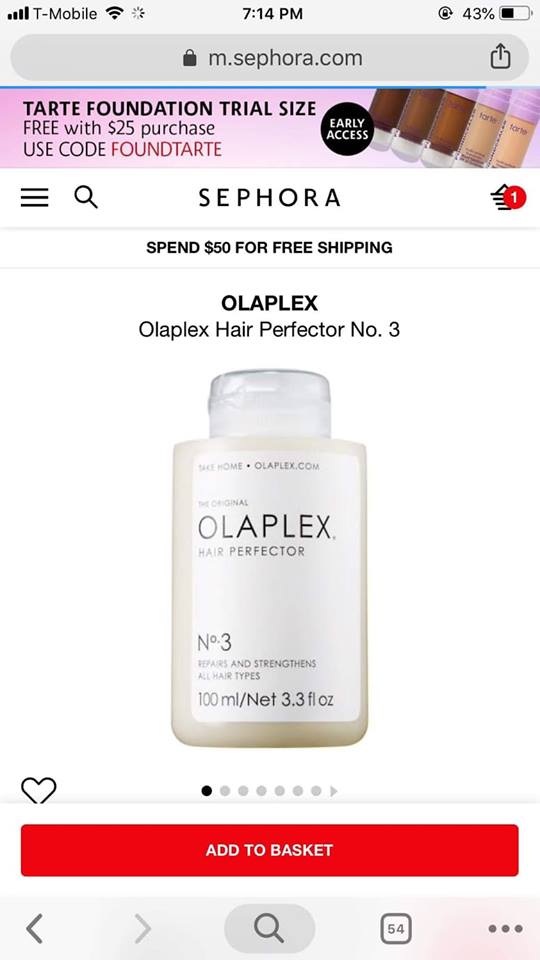 T-Mobile 7:14 PM 43%
m.sephora.com
TARTE FOUNDATION TRIAL SIZE
FREE with $25 purchase
USE CODE FOUNDTARTE
EARLY
ACCESS
tarte
tarte
SEPHORA
1
SPEND $50 FOR FREE SHIPPING
OLAPLEX
Olaplex Hair Perfector No. 3
TAKE HOME • OLAPLEX.COM
THE ORIGINAL
OLAPLEX.
HAIR PERFECTOR
Nº.3
REPAIRS AND STRENGTHENS
ALL HAIR TYPES
100 ml/Net 3.3 fl oz
ADD TO BASKET
54